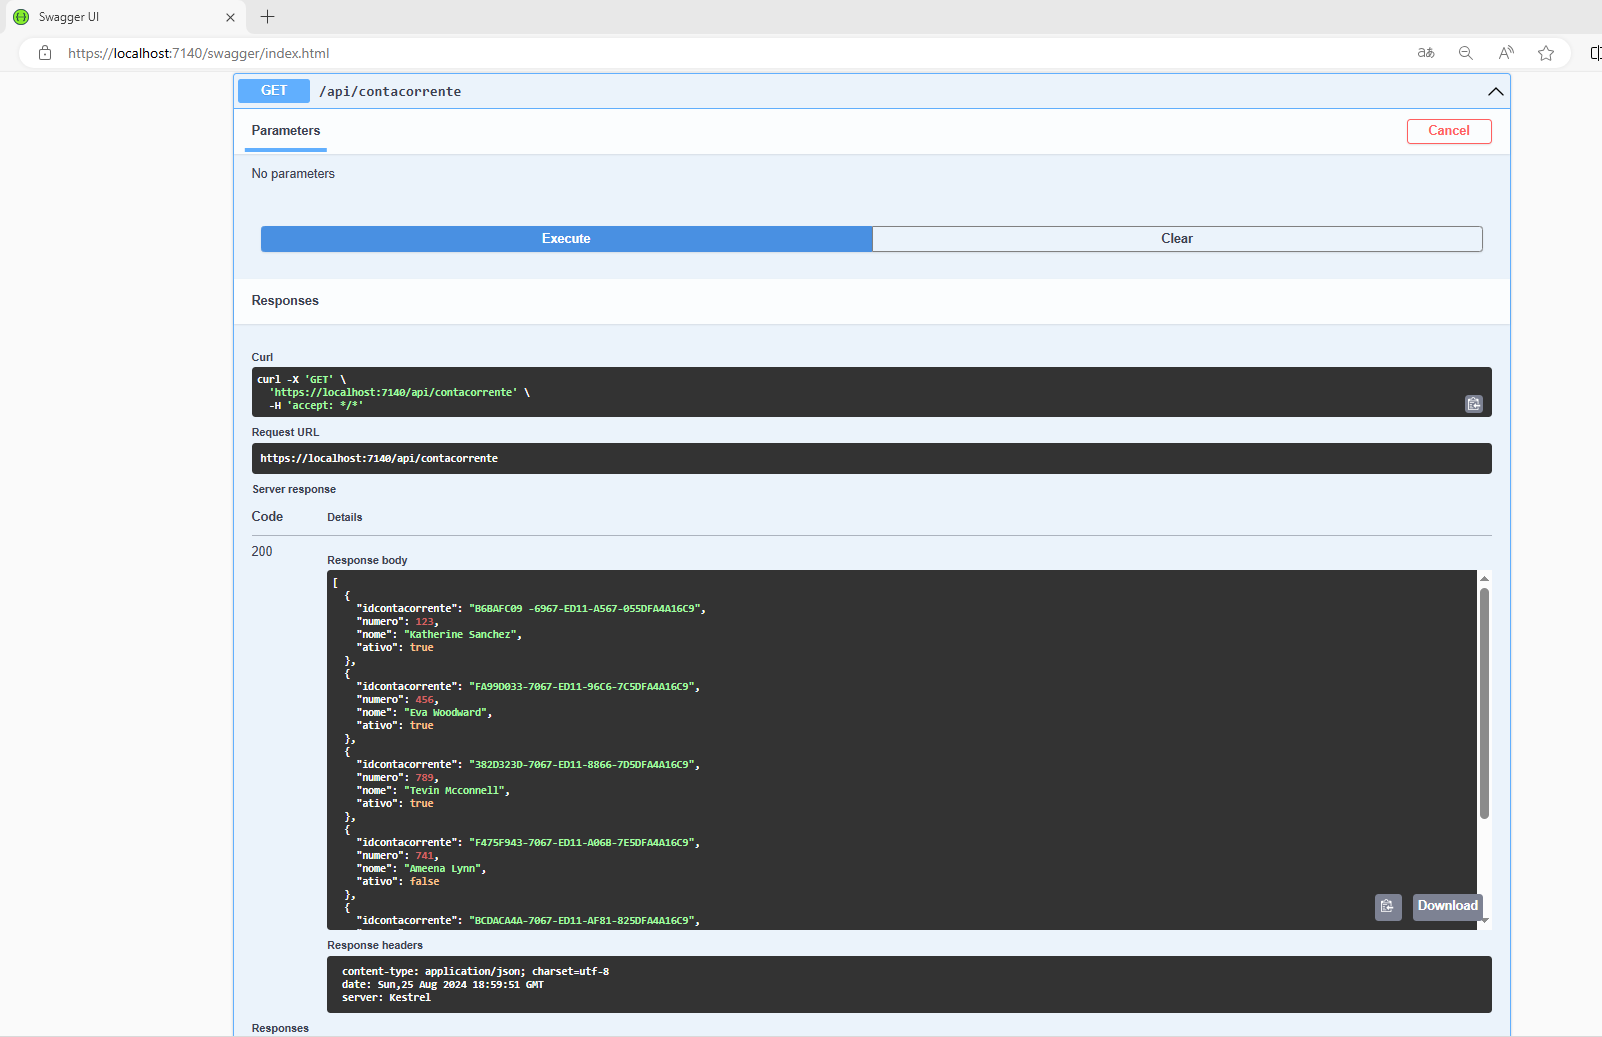 Swagger UI
https://localhost:7140/swagger/index.html
GET /api/contacorrente
Parameters
Cancel
No parameters
Execute
Clear
Responses
Curl
curl -X 'GET' \
'https://localhost:7140/api/contacorrente' \
-H 'accept: */*'
Request URL
https://localhost:7140/api/contacorrente
Server response
Code Details
200
Response body
[
{
"idcontacorrente": "B6BAFC09 -6967-ED11-A567-055DFA4A16C9",
"numero": 123,
"nome": "Katherine Sanchez",
"ativo": true
},
{
"idcontacorrente": "FA99D033-7067-ED11-96C6-7C5DFA4A16C9",
"numero": 456,
"nome": "Eva Woodward",
"ativo": true
},
{
"idcontacorrente": "382D323D-7067-ED11-8866-7D5DFA4A16C9",
"numero": 789,
"nome": "Tevin Mcconnell",
"ativo": true
},
{
"idcontacorrente": "F475F943-7067-ED11-A06B-7E5DFA4A16C9",
"numero": 741,
"nome": "Ameena Lynn",
"ativo": false
},
{
"idcontacorrente": "BCDACA4A-7067-ED11-AF81-825DFA4A16C9",
Download
Response headers
content-type: application/json; charset=utf-8
date: Sun,25 Aug 2024 18:59:51 GMT
server: Kestrel
Responses